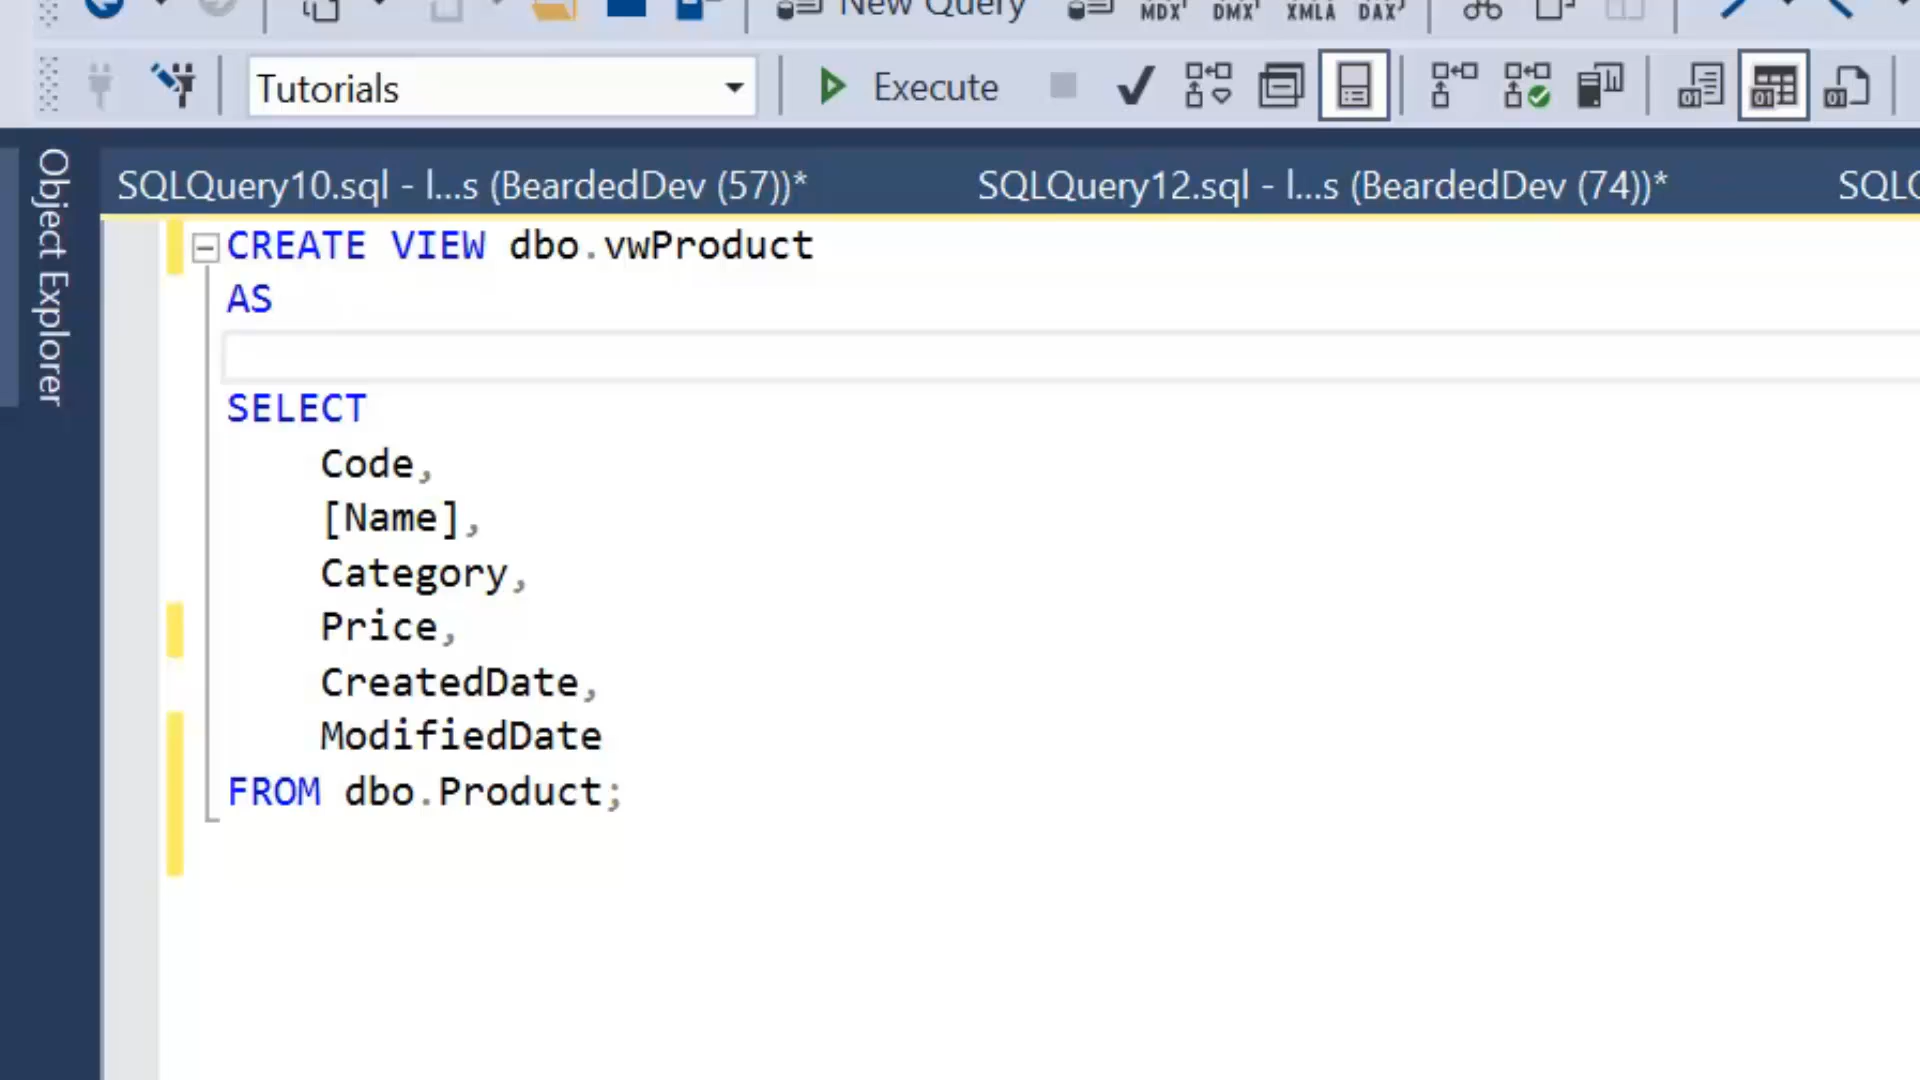 New Query
MDX
DMX
XMLA
DAX
Tutorials
Execute
Object Explorer
SQLQuery10.sql - l...s (BeardedDev (57))*
SQLQuery12.sql - l...s (BeardedDev (74))*
CREATE VIEW dbo.vwProduct
AS
SELECT
Code,
[Name],
Category,
Price,
CreatedDate,
ModifiedDate
FROM dbo.Product;